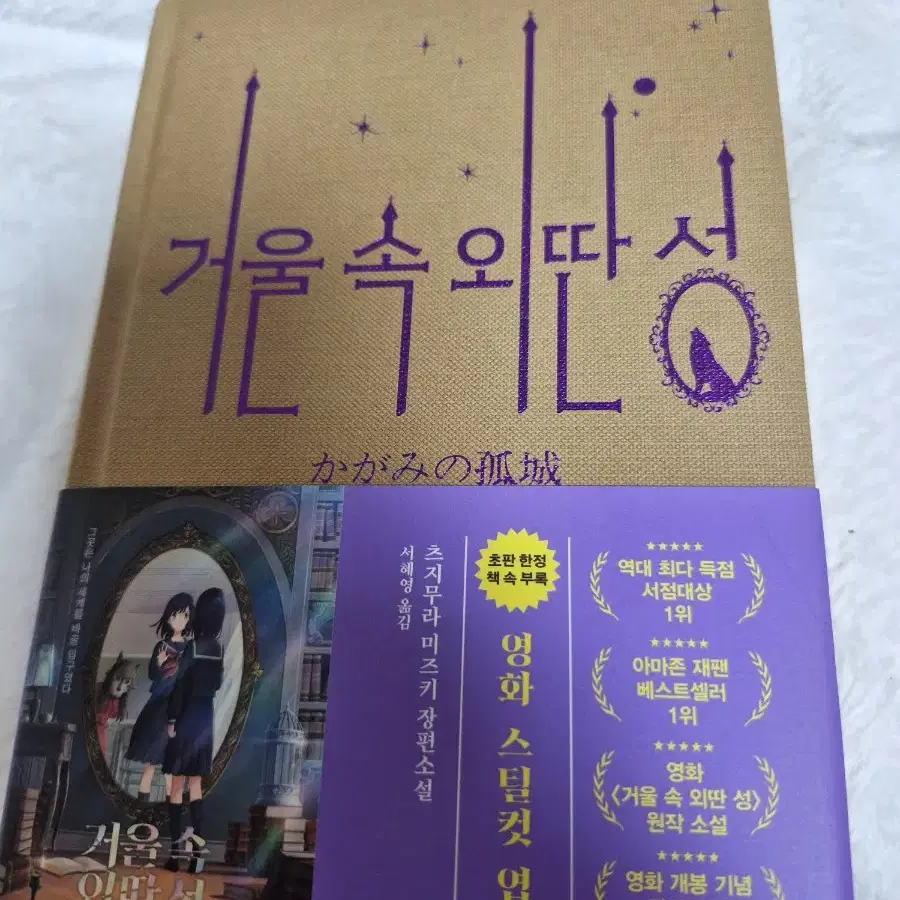 거울 속 외딴 성
かがみの孤城
그곳은 나의 세계를 바꿀 입구였다
거울 속
외딴 성
츠지무라 미즈키 장편소설
서혜영 옮김
초판 한정
책 속 부록
영화 스틸컷 엽
역대 최다 득점
서점대상
1위
아마존 재팬
베스트셀러
1위
영화
〈거울 속 외딴 성〉
원작 소설
영화 개봉 기념